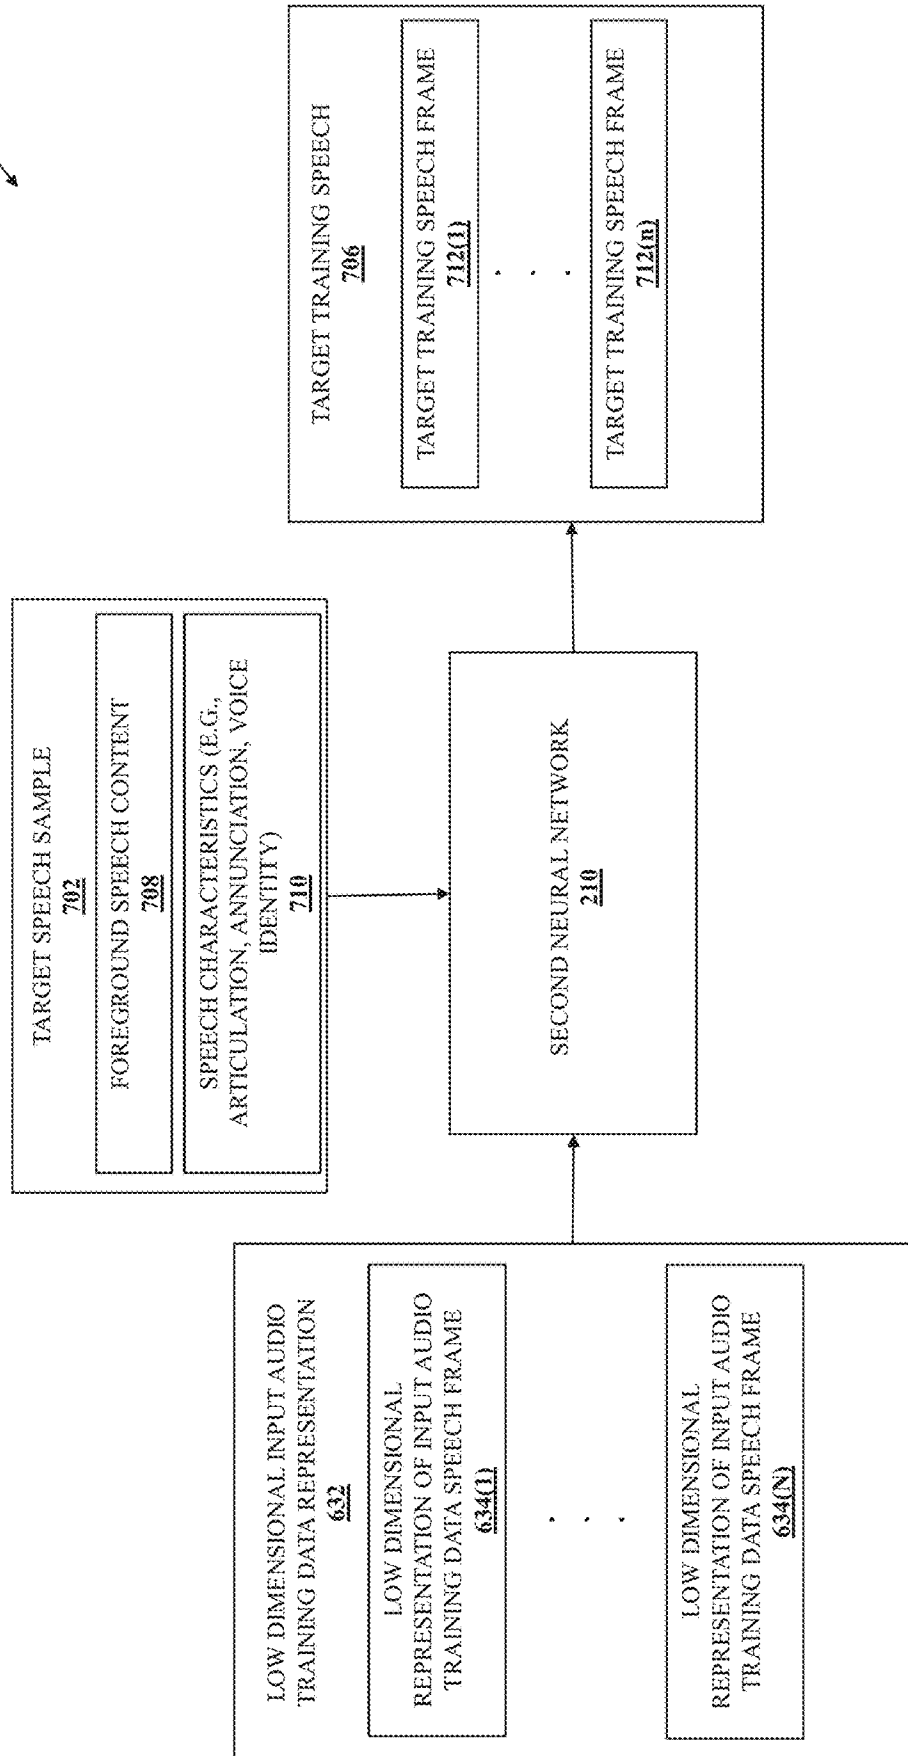 LOW DIMENSIONAL INPUT AUDIO
TRAINING DATA REPRESENTATION
632
LOW DIMENSIONAL
REPRESENTATION OF INPUT AUDIO
TRAINING DATA SPEECH FRAME
634(1)
. . .
LOW DIMENSIONAL
REPRESENTATION OF INPUT AUDIO
TRAINING DATA SPEECH FRAME
634(N)
TARGET SPEECH SAMPLE
702
FOREGROUND SPEECH CONTENT
708
SPEECH CHARACTERISTICS (E.G.,
ARTICULATION, ANNUNCIATION, VOICE
IDENTITY)
710
SECOND NEURAL NETWORK
210
TARGET TRAINING SPEECH
706
TARGET TRAINING SPEECH FRAME
712(1)
. . .
TARGET TRAINING SPEECH FRAME
712(n)